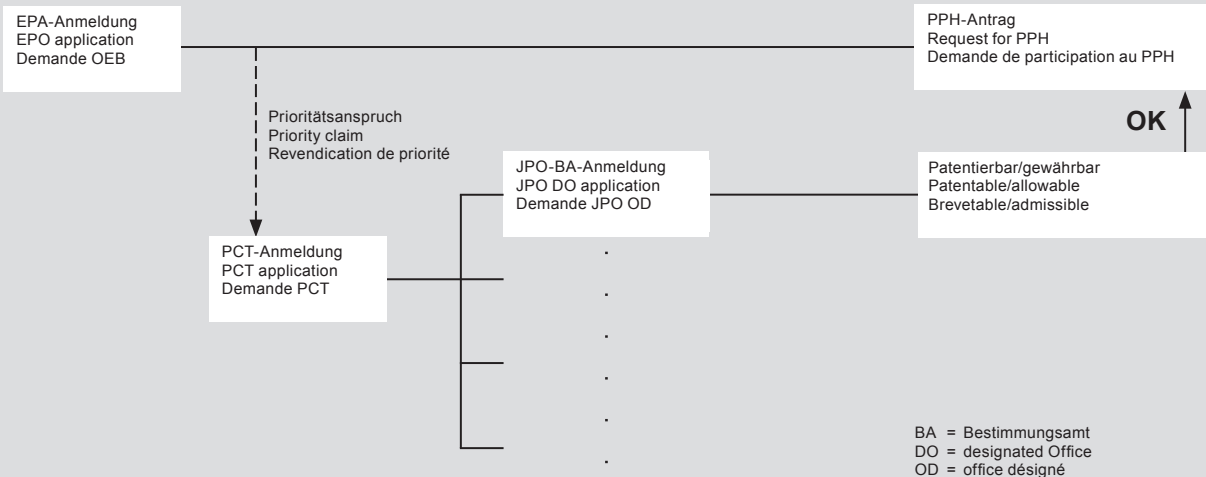 EPA-Anmeldung
EPO application
Demande OEB
PPH-Antrag
Request for PPH
Demande de participation au PPH
Prioritätsanspruch
Priority claim
Revendication de priorité
OK
JPO-BA-Anmeldung
JPO DO application
Demande JPO OD
Patentierbar/gewährbar
Patentable/allowable
Brevetable/admissible
PCT-Anmeldung
PCT application
Demande PCT
BA = Bestimmungsamt
DO = designated Office
OD = office désigné